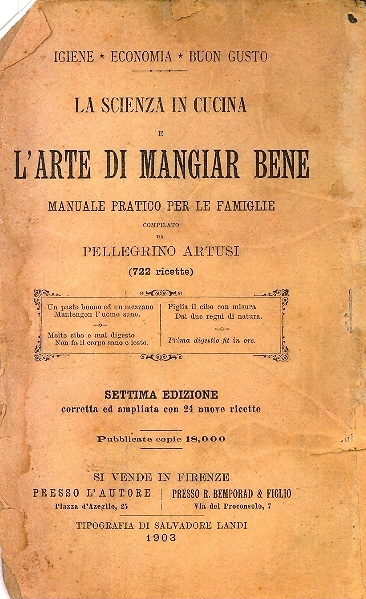 IGIENE * ECONOMIA * BUON GUSTO
LA SCIENZA IN CUCINA
E
L'ARTE DI MANGIAR BENE
MANUALE PRATICO PER LE FAMIGLIE
COMPILATO
DA
PELLEGRINO ARTUSI
(722 ricette)
Un pasto buono ed un mezzano
Mantengon l'uomo sano.
Molto cibo e mal digesto
Non fa il corpo sano e lesto.
Piglia il cibo con misura
Dai due regni di natura.
Prima digestio fit in ore.
SETTIMA EDIZIONE
corretta ed ampliata con 24 nuove ricette
Pubblicate copie 18,000
SI VENDE IN FIRENZE
PRESSO L'AUTORE
Piazza d'Azeglio, 25
PRESSO R. BEMPORAD & FIGLIO
Via del Proconsolo, 7
TIPOGRAFIA DI SALVADORE LANDI
1903